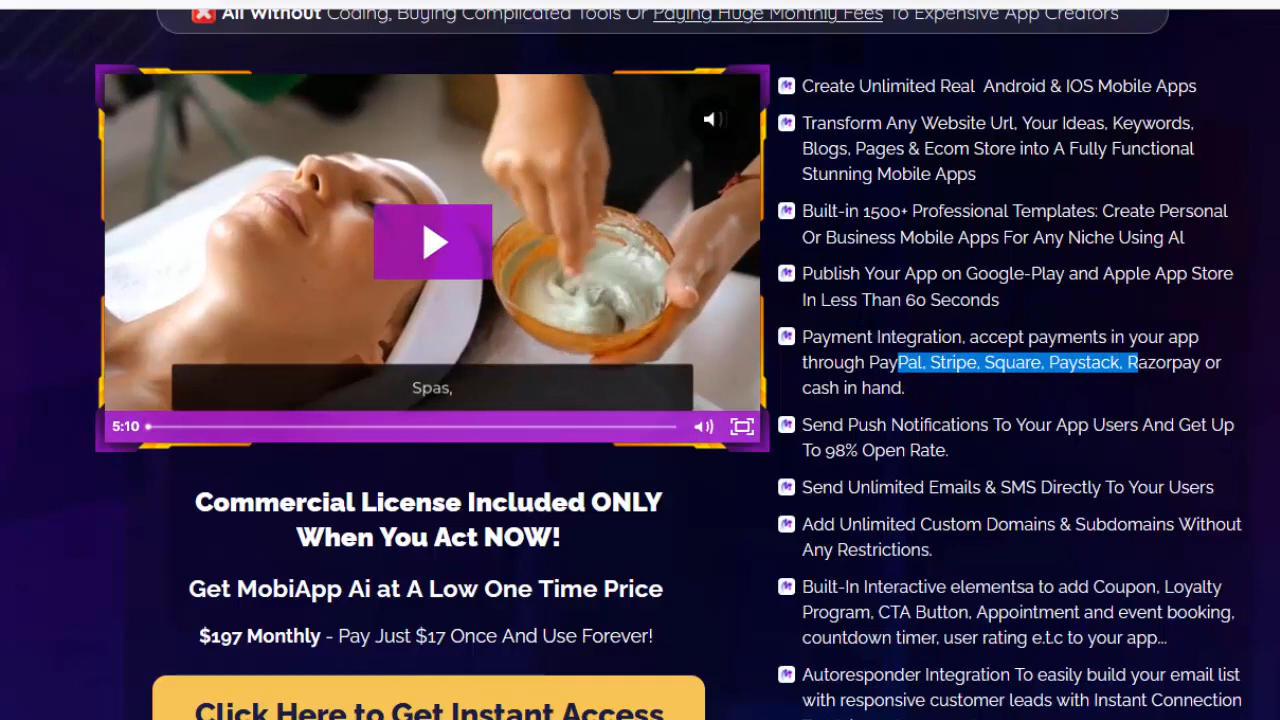 All Without Coding, Buying Complicated Tools Or Paying Huge Monthly Fees To Expensive App Creators
Spas,
5:10
Commercial License Included ONLY
When You Act NOW!
Get MobiApp Ai at A Low One Time Price
$197 Monthly - Pay Just $17 Once And Use Forever!
Click Here to Get Instant Access
Create Unlimited Real Android & IOS Mobile Apps
Transform Any Website Url, Your Ideas, Keywords,
Blogs, Pages & Ecom Store into A Fully Functional
Stunning Mobile Apps
Built-in 1500+ Professional Templates: Create Personal
Or Business Mobile Apps For Any Niche Using Al
Publish Your App on Google-Play and Apple App Store
In Less Than 60 Seconds
Payment Integration, accept payments in your app
through PayPal, Stripe, Square, Paystack, Razorpay or
cash in hand.
Send Push Notifications To Your App Users And Get Up
To 98% Open Rate.
Send Unlimited Emails & SMS Directly To Your Users
Add Unlimited Custom Domains & Subdomains Without
Any Restrictions.
Built-In Interactive elementsa to add Coupon, Loyalty
Program, CTA Button, Appointment and event booking,
countdown timer, user rating e.t.c to your app...
Autoresponder Integration To easily build your email list
with responsive customer leads with Instant Connection